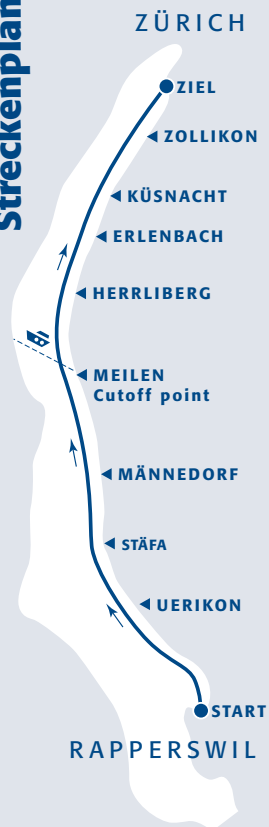 Streckenplan
ZÜRICH
ZIEL
ZOLLIKON
KÜSNACHT
ERLENBACH
HERRLIBERG
MEILEN
Cutoff point
MÄNNEDORF
STÄFA
UERIKON
START
RAPPERSWIL